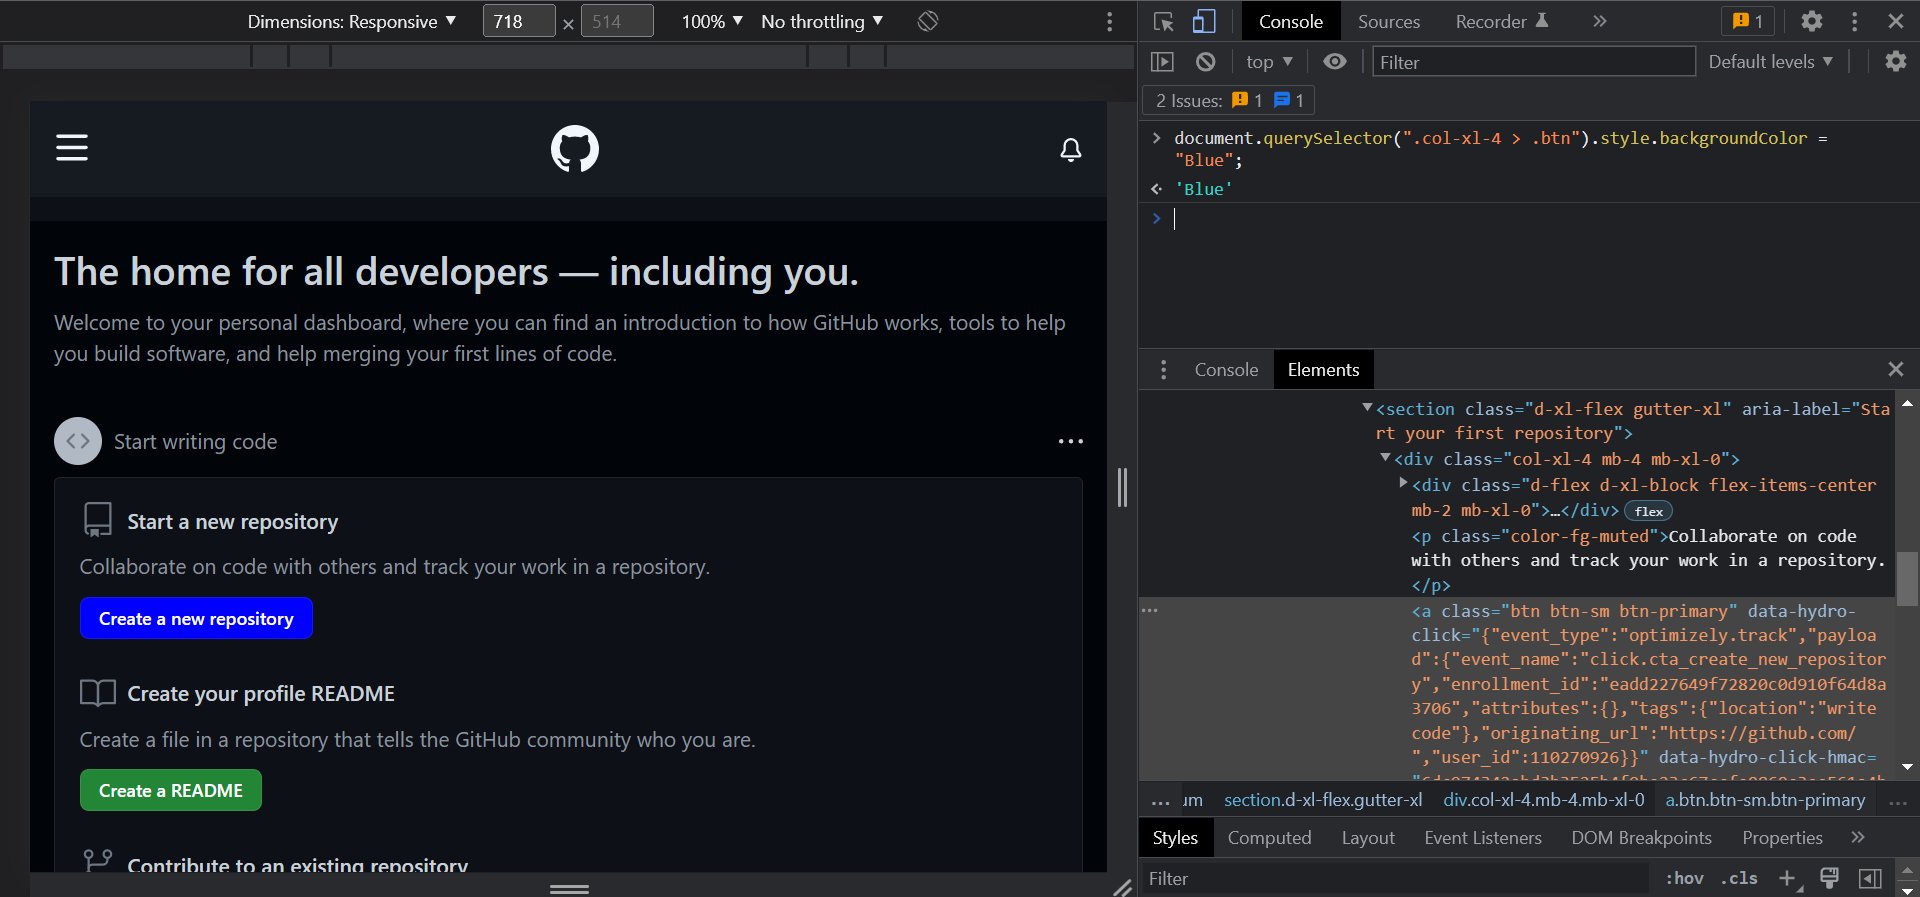 Dimensions: Responsive ▼ 718 × 514 100% ▼ No throttling ▼
Console Sources Recorder 1
top ▼ Filter Default levels ▼
2 Issues: 1 1
> document.querySelector(".col-xl-4 > .btn").style.backgroundColor =
"Blue";
'Blue'
>
The home for all developers — including you.
Welcome to your personal dashboard, where you can find an introduction to how GitHub works, tools to help
you build software, and help merging your first lines of code.
Start writing code
Start a new repository
Collaborate on code with others and track your work in a repository.
Create a new repository
Create your profile README
Create a file in a repository that tells the GitHub community who you are.
Create a README
Contribute to an existing repository
Console Elements
▼<section class="d-xl-flex gutter-xl" aria-label="Sta
rt your first repository">
▼<div class="col-xl-4 mb-4 mb-xl-0">
▶<div class="d-flex d-xl-block flex-items-center
mb-2 mb-xl-0">…</div> flex
<p class="color-fg-muted">Collaborate on code
with others and track your work in a repository.
</p>
<a class="btn btn-sm btn-primary" data-hydro-
click="{"event_type":"optimizely.track","payloa
d":{"event_name":"click.cta_create_new_repositor
y","enrollment_id":"eadd227649f72820c0d910f64d8a
3706","attributes":{},"tags":{"location":"write
code"},"originating_url":"https://github.com/
","user_id":110270926}}" data-hydro-click-hmac=
... um section.d-xl-flex.gutter-xl div.col-xl-4.mb-4.mb-xl-0 a.btn.btn-sm.btn-primary ...
Styles Computed Layout Event Listeners DOM Breakpoints Properties
Filter :hov .cls +